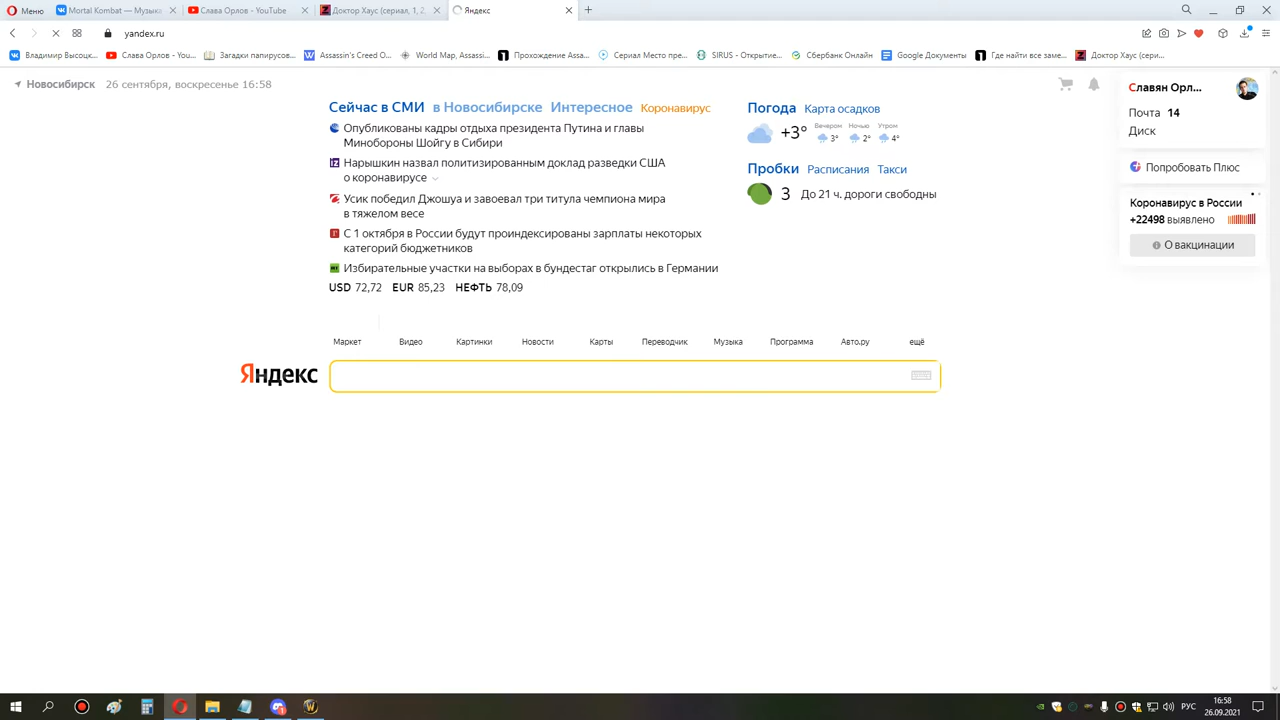 Меню
Mortal Kombat — Музыка
Слава Орлов - YouTube
Доктор Хаус (сериал, 1, 2,
Яндекс
yandex.ru
Владимир Высоцк...
Слава Орлов - You...
Загадки папирусов...
Assassin's Creed O...
World Map, Assassi...
Прохождение Assa...
Сериал Место пре...
SIRUS - Открытие...
Сбербанк Онлайн
Google Документы
Где найти все заме...
Доктор Хаус (сери...
Новосибирск 26 сентября, воскресенье 16:58
Сейчас в СМИ в Новосибирске Интересное Коронавирус
Опубликованы кадры отдыха президента Путина и главы
Минобороны Шойгу в Сибири
Нарышкин назвал политизированным доклад разведки США
о коронавирусе
Усик победил Джошуа и завоевал три титула чемпиона мира
в тяжелом весе
С 1 октября в России будут проиндексированы зарплаты некоторых
категорий бюджетников
Избирательные участки на выборах в бундестаг открылись в Германии
USD 72,72 EUR 85,23 НЕФТЬ 78,09
Погода Карта осадков
+3° Вечером 3° Ночью 2° Утром 4°
Пробки Расписания Такси
3 До 21 ч. дороги свободны
Славян Орл...
Почта 14
Диск
Попробовать Плюс
Коронавирус в России
+22498 выявлено
О вакцинации
Маркет Видео Картинки Новости Карты Переводчик Музыка Программа Авто.ру ещё
Яндекс
РУС
16:58
26.09.2021